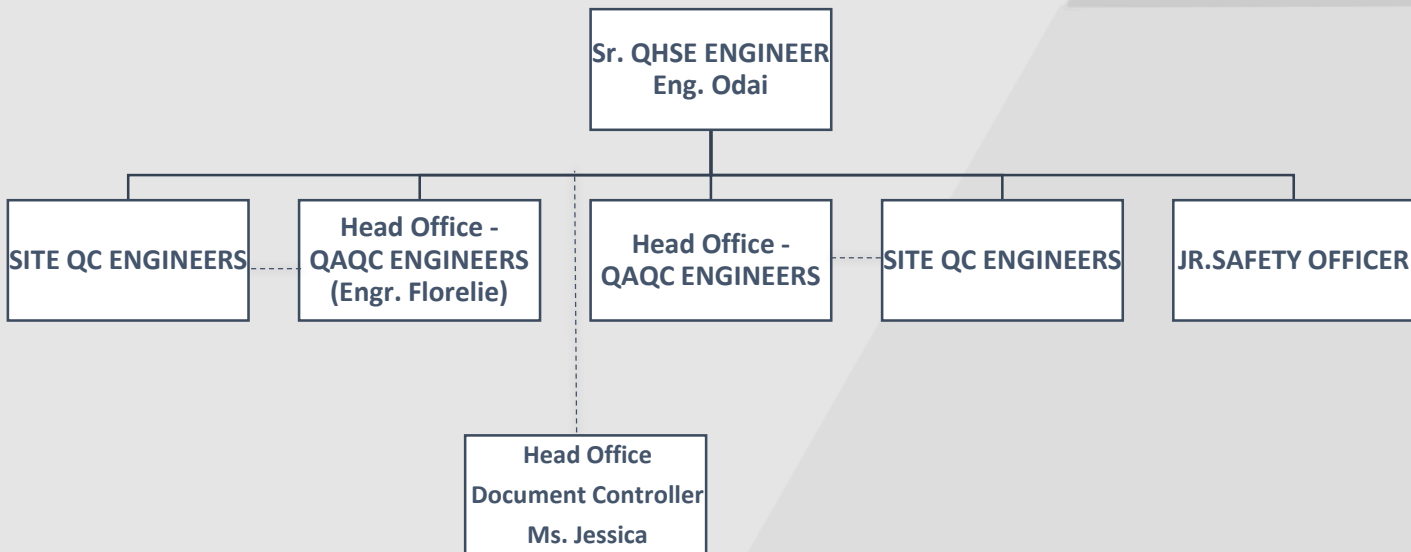 Sr. QHSE ENGINEER
Eng. Odai
SITE QC ENGINEERS
Head Office -
QAQC ENGINEERS
(Engr. Florelie)
Head Office -
QAQC ENGINEERS
SITE QC ENGINEERS
JR.SAFETY OFFICER
Head Office
Document Controller
Ms. Jessica